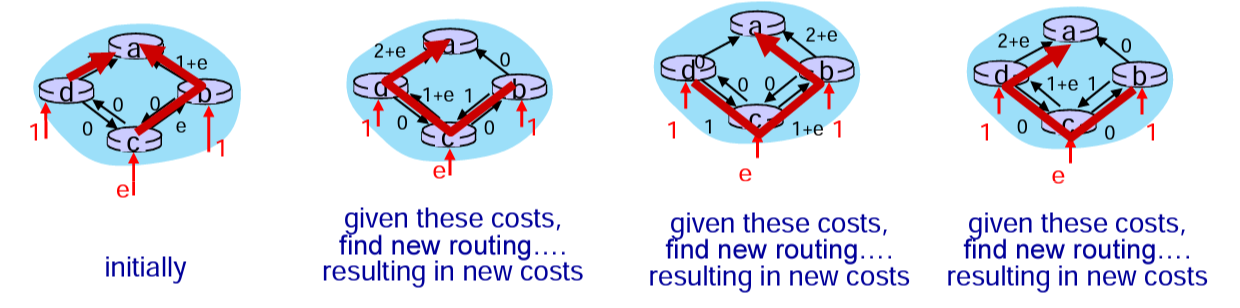 a
1
1+e
d
b
0
0
0
e
c
1
1
e
initially
a
2+e
0
d
b
1+e
1
0
0
c
1
1
e
given these costs,
find new routing....
resulting in new costs
a
2+e
d
0
b
0
0
c
1
1
1+e
1
e
given these costs,
find new routing....
resulting in new costs
a
2+e
0
d
b
1+e
1
0
0
c
1
1
e
given these costs,
find new routing....
resulting in new costs